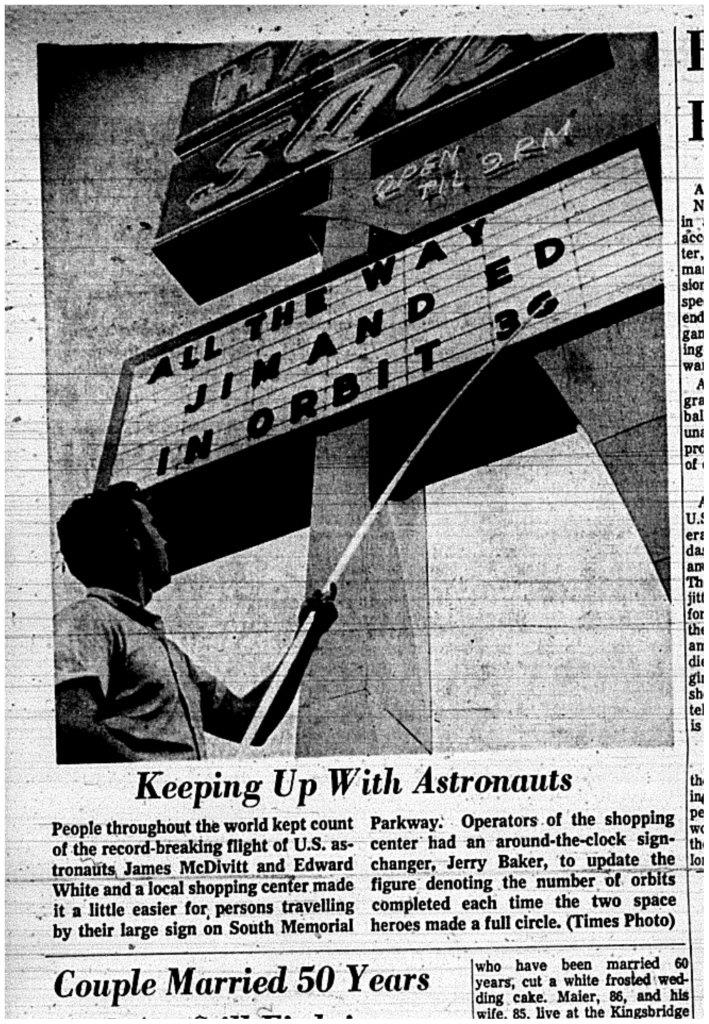 SQU
OPEN
TIL 9 PM
ALL THE WAY
JIM AND ED
IN ORBIT 36
Keeping Up With Astronauts
People throughout the world kept count
of the record-breaking flight of U.S. as-
tronauts James McDivitt and Edward
White and a local shopping center made
it a little easier for persons travelling
by their large sign on South Memorial
Parkway. Operators of the shopping
center had an around-the-clock sign-
changer, Jerry Baker, to update the
figure denoting the number of orbits
completed each time the two space
heroes made a full circle. (Times Photo)
Couple Married 50 Years
who have been married 60
years, cut a white frosted wed-
ding cake. Maier, 86, and his
wife, 85, live at the Kingsbridge